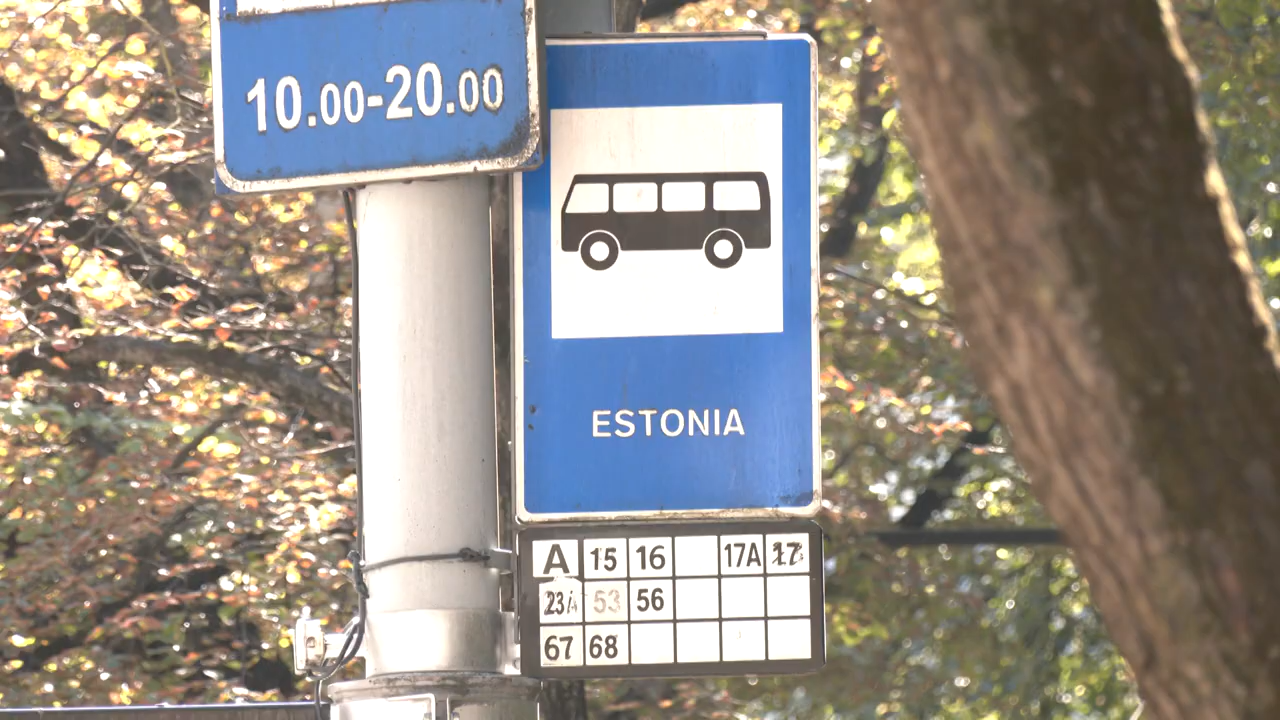 10.00-20.00
ESTONIA
A 15 16 17A 17
23A 53 56
67 68